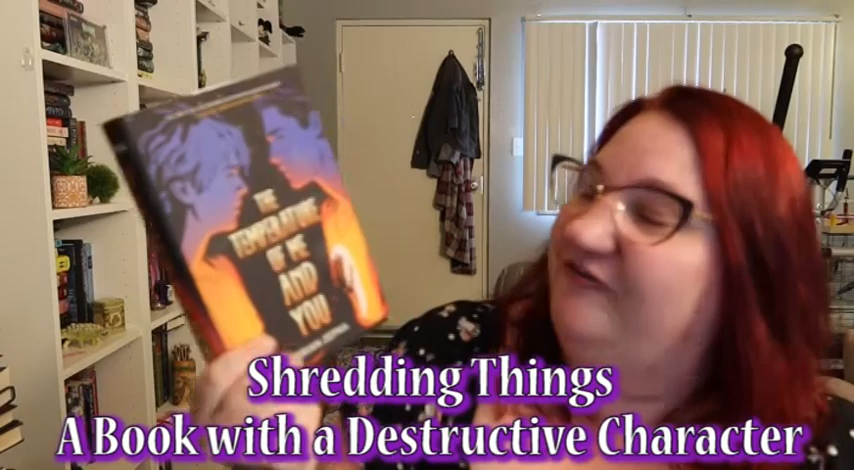 THE
TEMPERATURE
OF ME
AND
YOU
Shredding Things
A Book with a Destructive Character